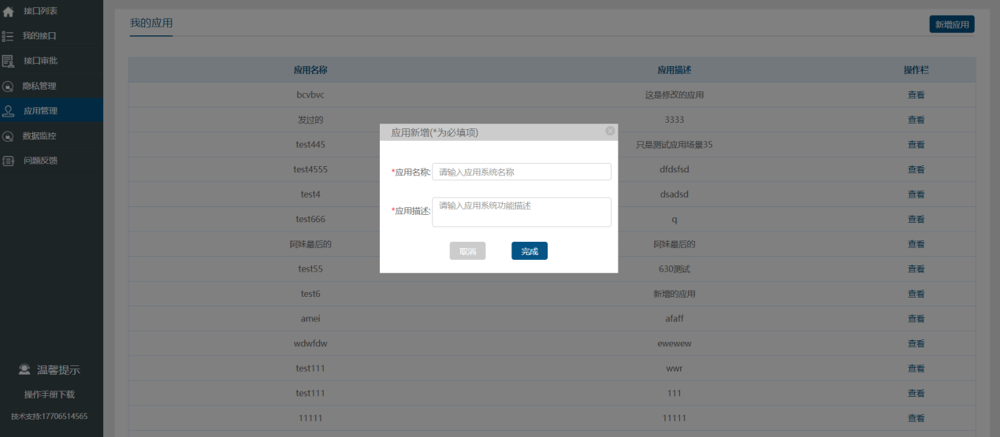 接口列表
我的接口
接口审批
隐私管理
应用管理
数据监控
问题反馈
温馨提示
操作手册下载
技术支持:17706514565
我的应用
新增应用
应用名称 应用描述 操作栏
bcvbvc 这是修改的应用 查看
发过的 3333 查看
test445 只是测试应用场景35 查看
test4555 dfdsfsd 查看
test4 dsadsd 查看
test666 q 查看
阿妹最后的 阿妹最后的 查看
test55 630测试 查看
test6 新增的应用 查看
amei afaff 查看
wdwfdw ewewew 查看
test111 wwr 查看
test111 111 查看
11111 11111 查看
应用新增(*为必填项)
*应用名称: 请输入应用系统名称
*应用描述: 请输入应用系统功能描述
取消 完成